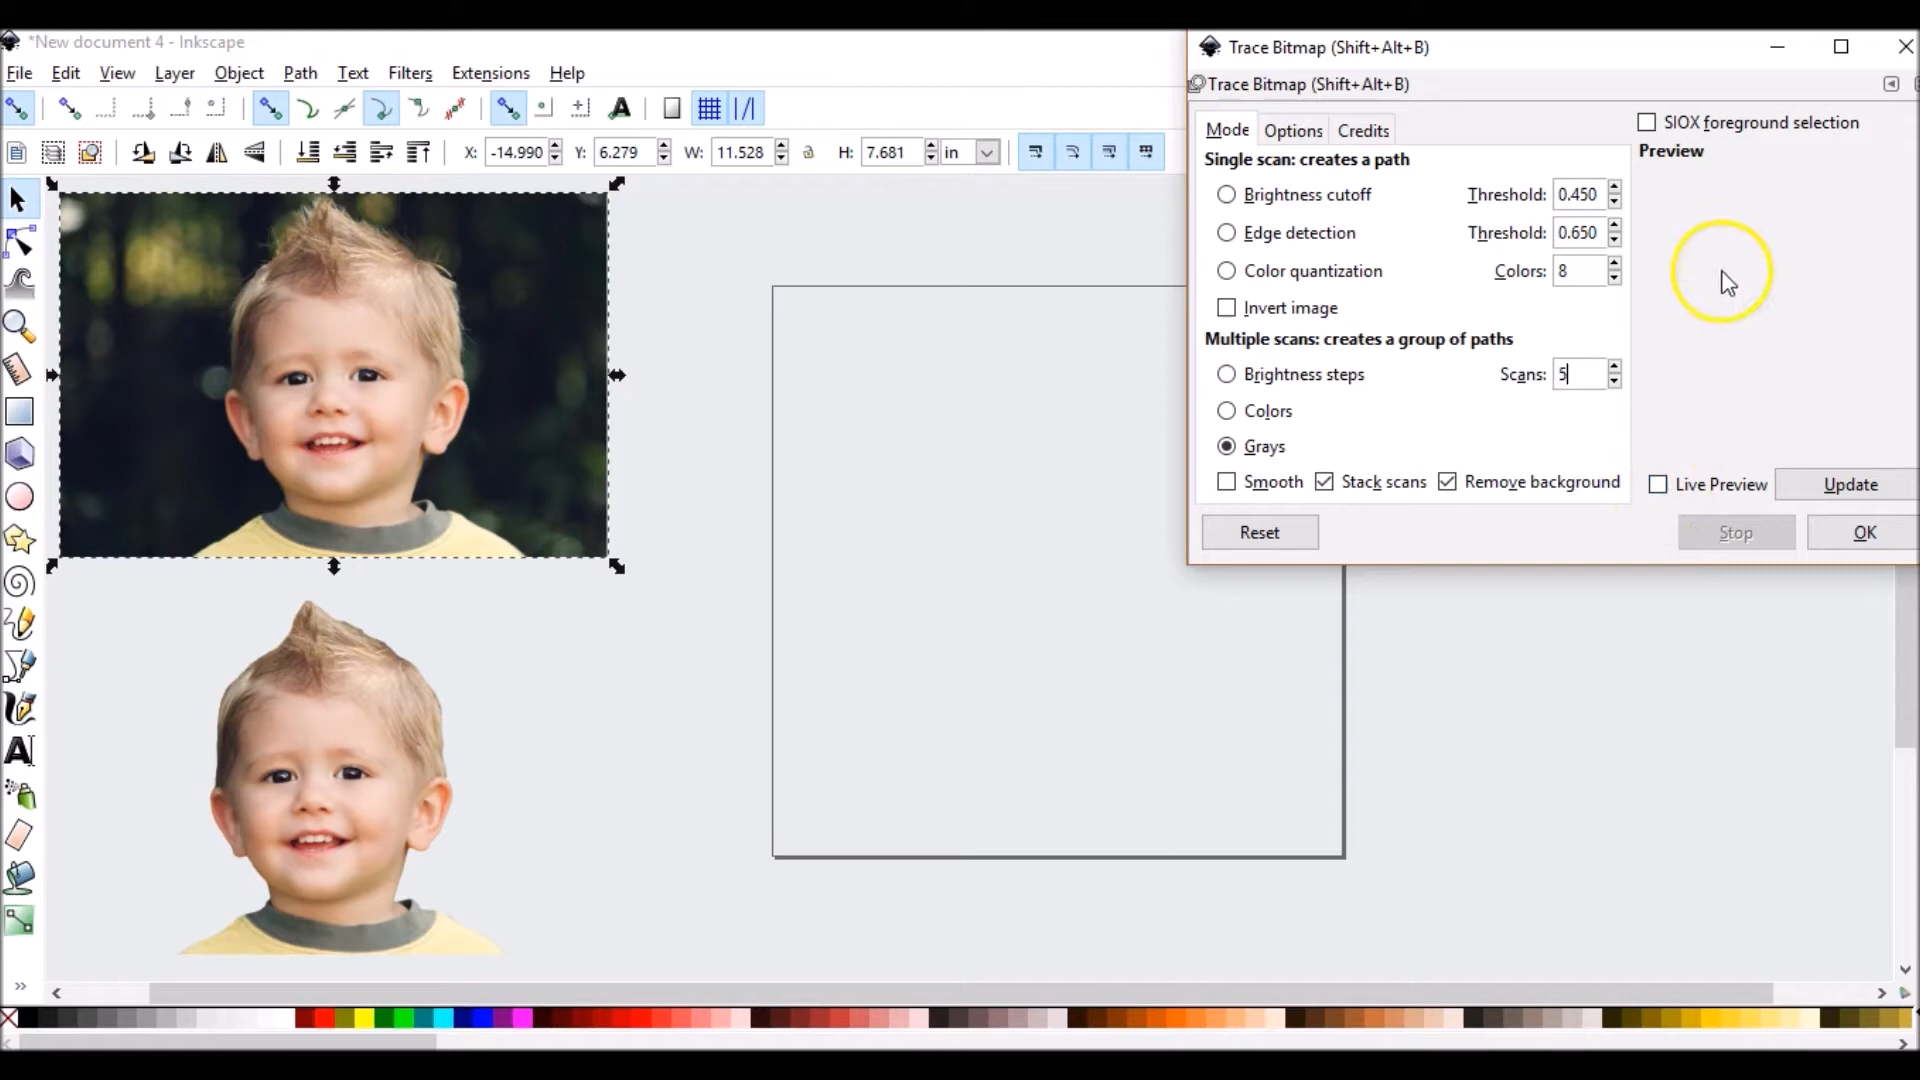 *New document 4 - Inkscape
File Edit View Layer Object Path Text Filters Extensions Help
X: -14.990 Y: 6.279 W: 11.528 H: 7.681 in
Trace Bitmap (Shift+Alt+B)
Trace Bitmap (Shift+Alt+B)
Mode Options Credits
SIOX foreground selection
Single scan: creates a path
Preview
Brightness cutoff Threshold: 0.450
Edge detection Threshold: 0.650
Color quantization Colors: 8
Invert image
Multiple scans: creates a group of paths
Brightness steps Scans: 5
Colors
Grays
Smooth Stack scans Remove background
Live Preview Update
Reset Stop OK